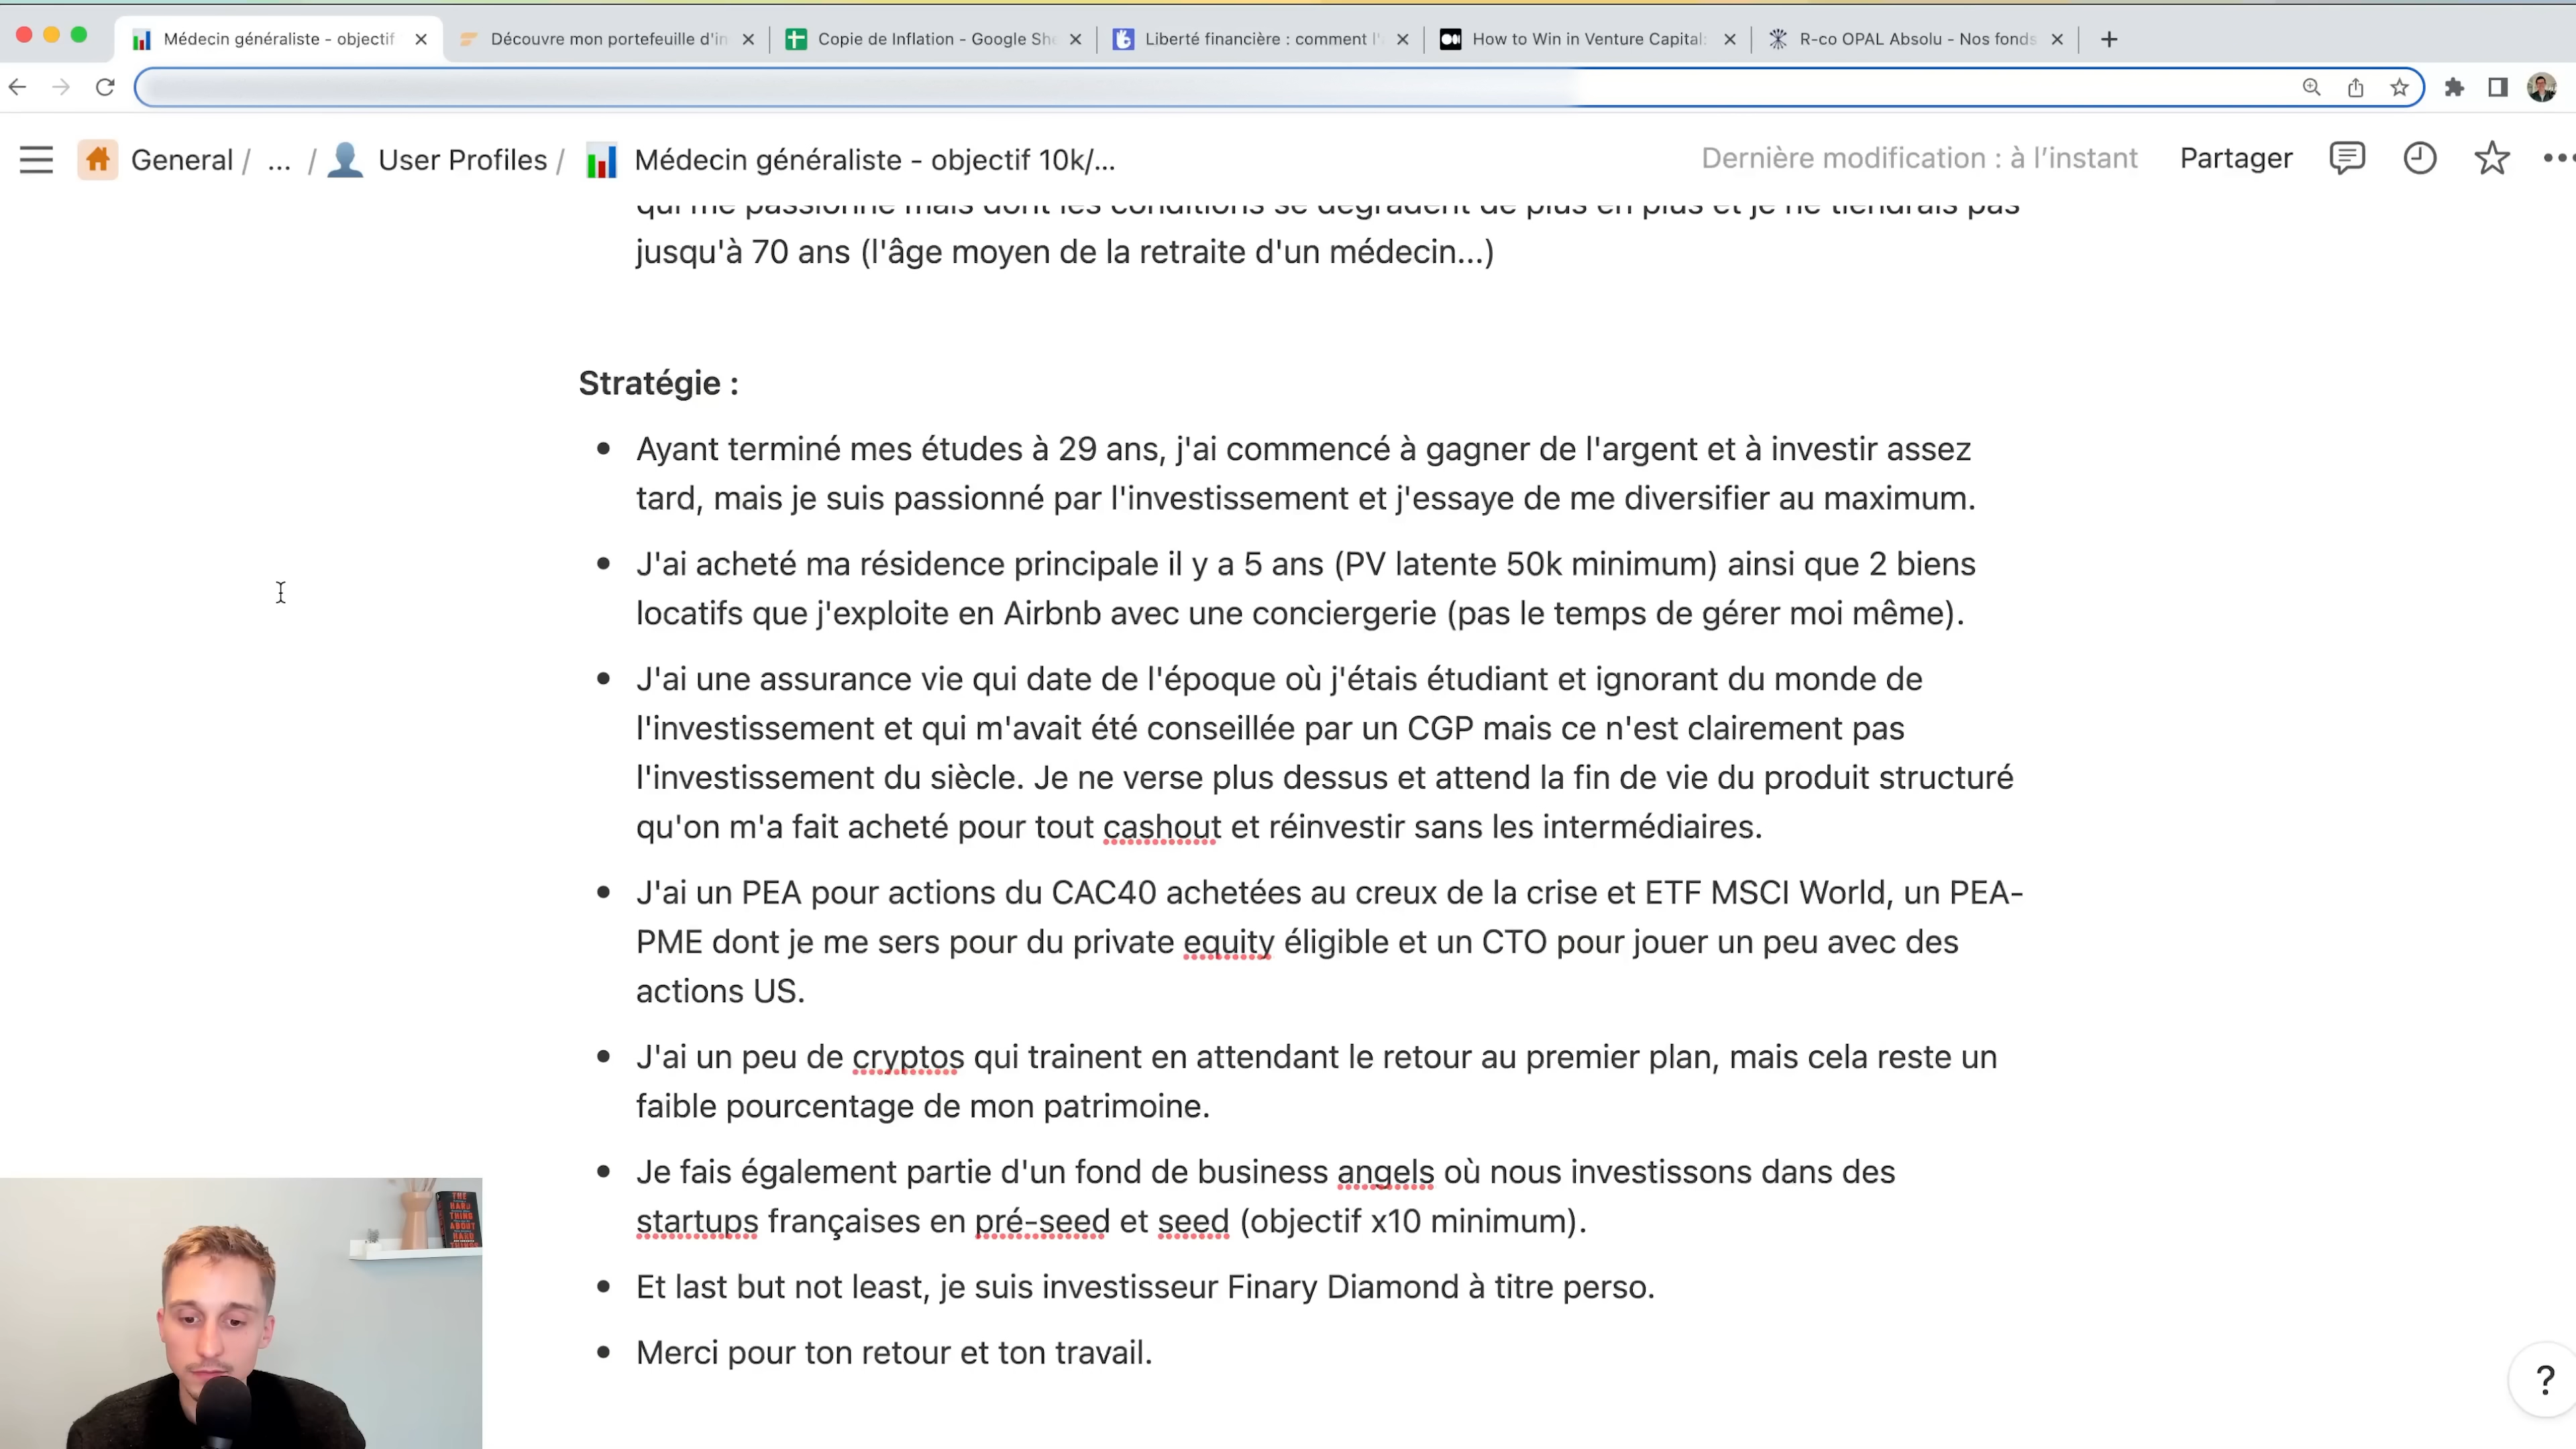 Médecin généraliste - objectif
Découvre mon portefeuille d'in
Copie de Inflation - Google She
Liberté financière : comment l'
How to Win in Venture Capital:
R-co OPAL Absolu - Nos fonds
General / ... / User Profiles / Médecin généraliste - objectif 10k/...
Dernière modification : à l'instant
Partager
qui me passionne mais dont les conditions se dégradent de plus en plus et je ne tiendrais pas
jusqu'à 70 ans (l'âge moyen de la retraite d'un médecin...)
Stratégie :
Ayant terminé mes études à 29 ans, j'ai commencé à gagner de l'argent et à investir assez
tard, mais je suis passionné par l'investissement et j'essaye de me diversifier au maximum.
J'ai acheté ma résidence principale il y a 5 ans (PV latente 50k minimum) ainsi que 2 biens
locatifs que j'exploite en Airbnb avec une conciergerie (pas le temps de gérer moi même).
J'ai une assurance vie qui date de l'époque où j'étais étudiant et ignorant du monde de
l'investissement et qui m'avait été conseillée par un CGP mais ce n'est clairement pas
l'investissement du siècle. Je ne verse plus dessus et attend la fin de vie du produit structuré
qu'on m'a fait acheté pour tout cashout et réinvestir sans les intermédiaires.
J'ai un PEA pour actions du CAC40 achetées au creux de la crise et ETF MSCI World, un PEA-
PME dont je me sers pour du private equity éligible et un CTO pour jouer un peu avec des
actions US.
J'ai un peu de cryptos qui trainent en attendant le retour au premier plan, mais cela reste un
faible pourcentage de mon patrimoine.
Je fais également partie d'un fond de business angels où nous investissons dans des
startups françaises en pré-seed et seed (objectif x10 minimum).
Et last but not least, je suis investisseur Finary Diamond à titre perso.
Merci pour ton retour et ton travail.
THE
HARD
THING
ABOUT
HARD
THINGS
?